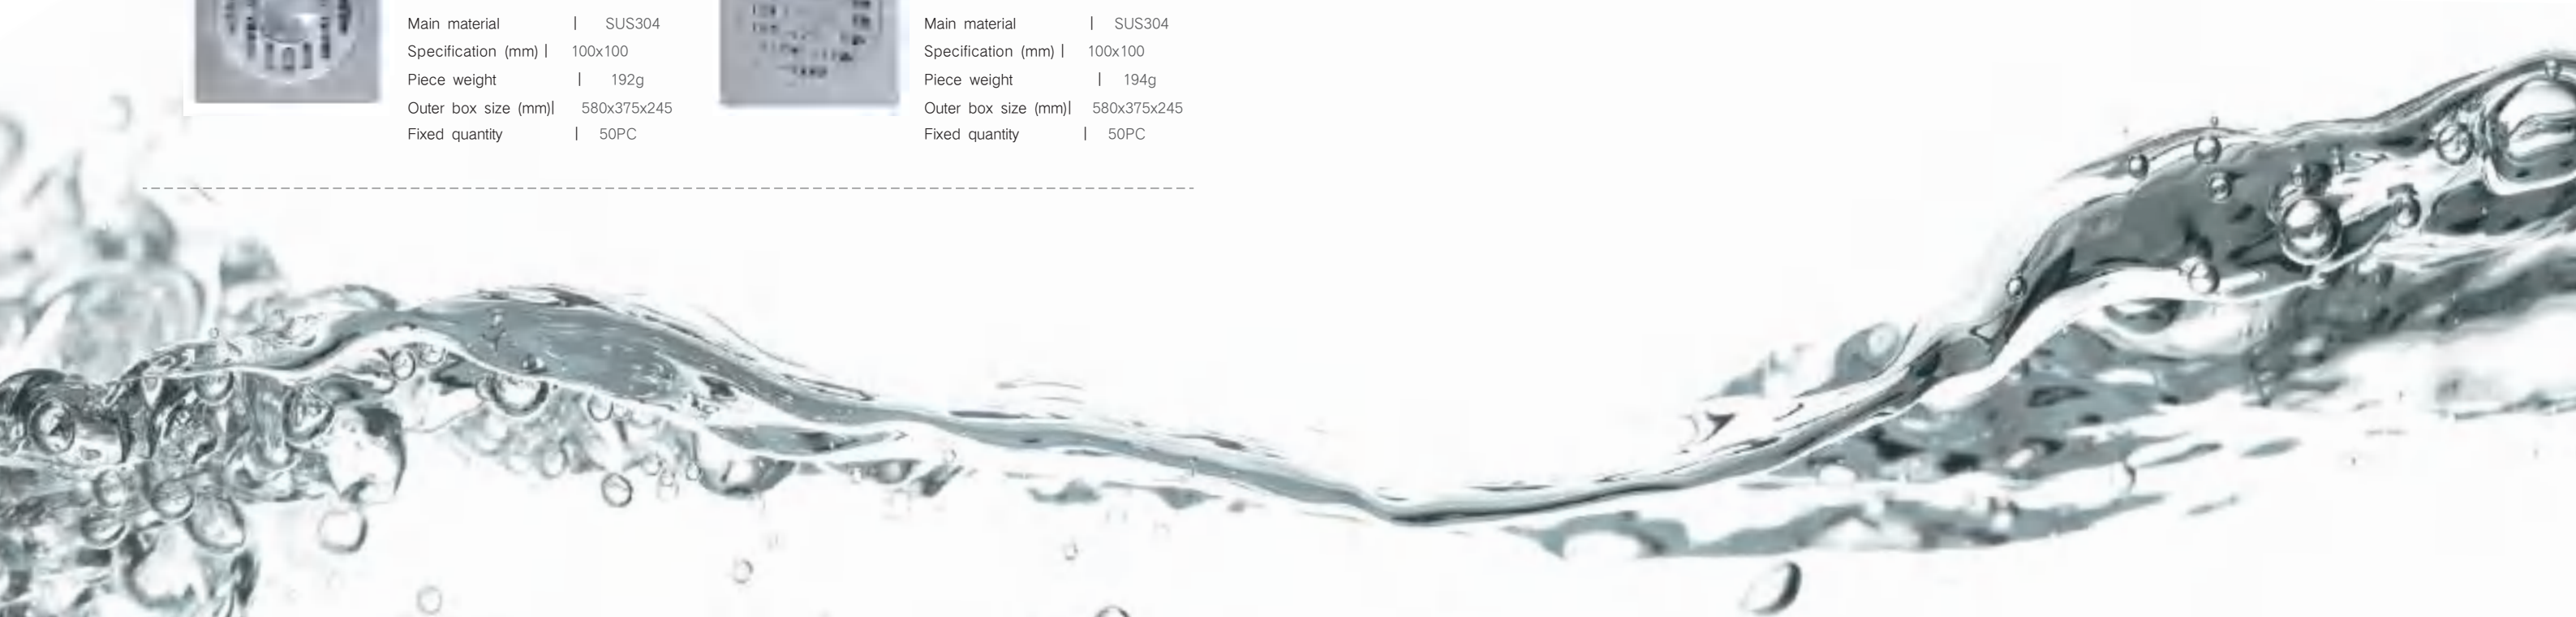 Main material | SUS304
Specification (mm) | 100x100
Piece weight | 192g
Outer box size (mm)| 580x375x245
Fixed quantity | 50PC
Main material | SUS304
Specification (mm) | 100x100
Piece weight | 194g
Outer box size (mm)| 580x375x245
Fixed quantity | 50PC